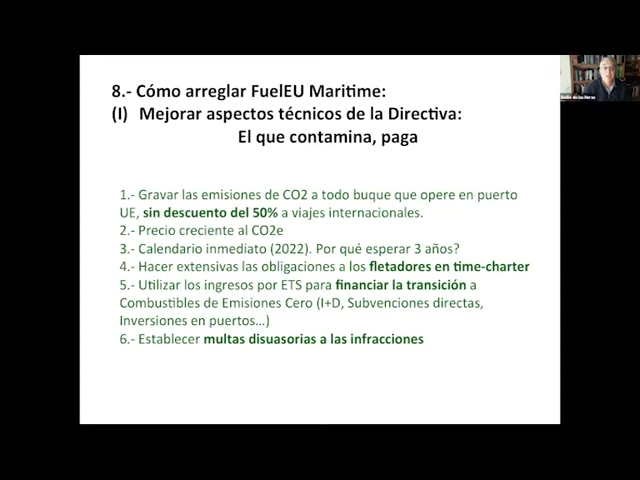 8.- Cómo arreglar FuelEU Maritime:
(I) Mejorar aspectos técnicos de la Directiva:
El que contamina, paga
1.- Gravar las emisiones de CO2 a todo buque que opere en puerto
UE, sin descuento del 50% a viajes internacionales.
2.- Precio creciente al CO2e
3.- Calendario inmediato (2022). Por qué esperar 3 años?
4.- Hacer extensivas las obligaciones a los fletadores en time-charter
5.- Utilizar los ingresos por ETS para financiar la transición a
Combustibles de Emisiones Cero (I+D, Subvenciones directas,
Inversiones en puertos…)
6.- Establecer multas disuasorias a las infracciones